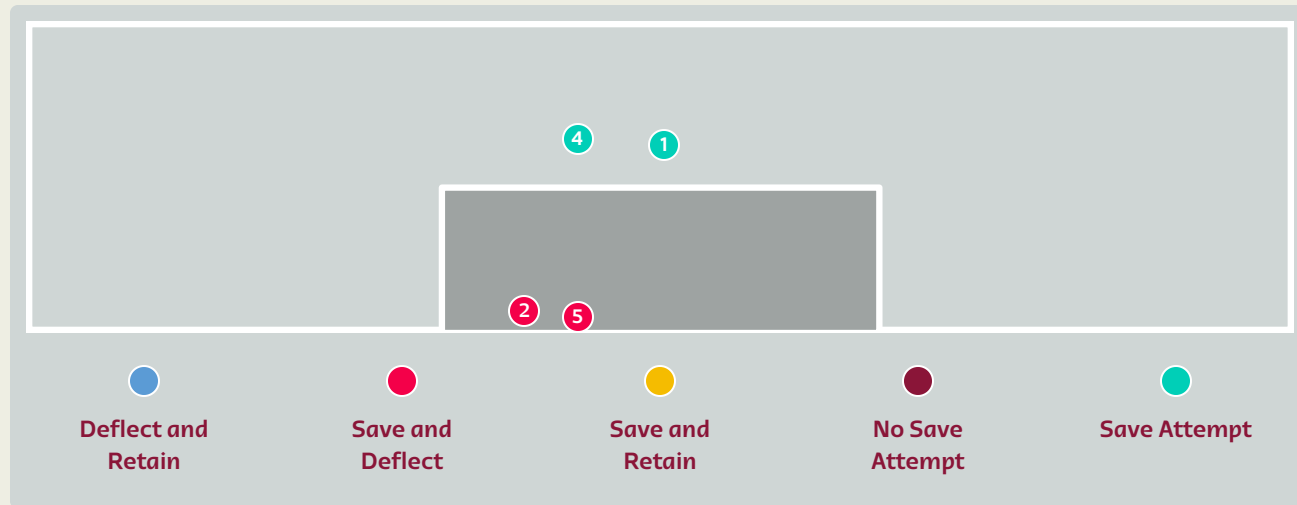 4
1
2
5
Deflect and
Retain
Save and
Deflect
Save and
Retain
No Save
Attempt
Save Attempt